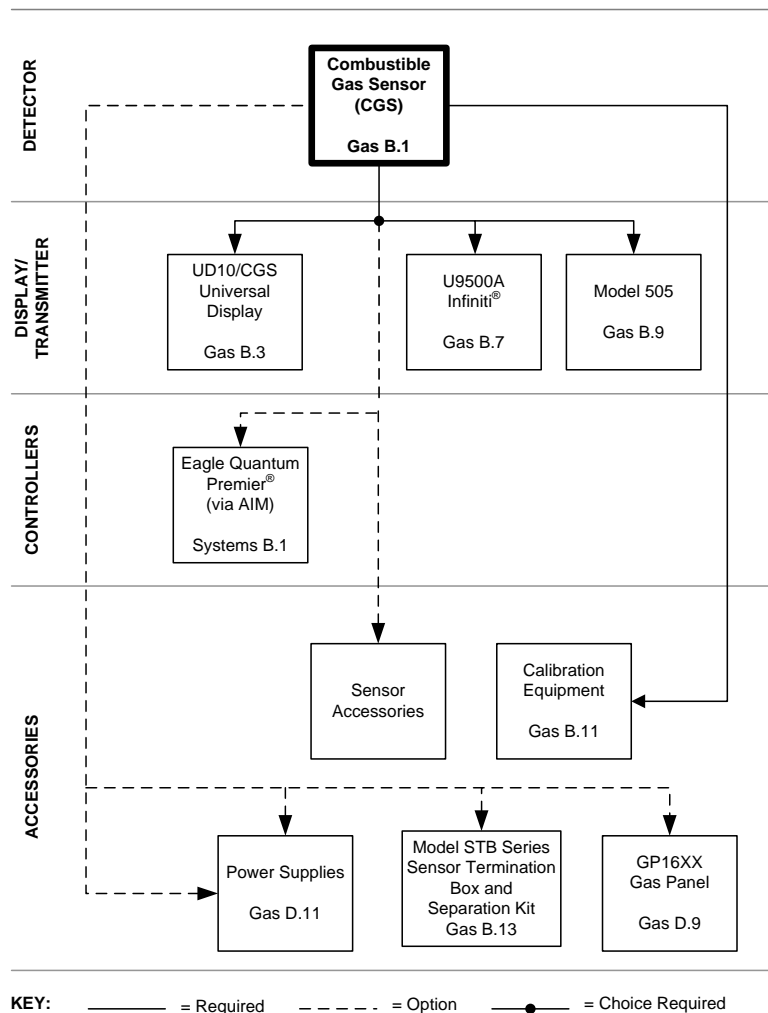 DETECTOR
Combustible
Gas Sensor
(CGS)
Gas B.1
DISPLAY/
TRANSMITTER
UD10/CGS
Universal
Display
Gas B.3
U9500A
Infiniti®
Gas B.7
Model 505
Gas B.9
CONTROLLERS
Eagle Quantum
Premier®
(via AIM)
Systems B.1
ACCESSORIES
Sensor
Accessories
Calibration
Equipment
Gas B.11
Power Supplies
Gas D.11
Model STB Series
Sensor Termination
Box and
Separation Kit
Gas B.13
GP16XX
Gas Panel
Gas D.9
KEY: = Required = Option = Choice Required